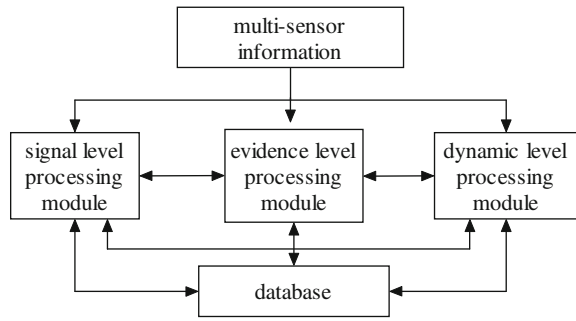 multi-sensor
information
signal level
processing
module
evidence level
processing
module
dynamic level
processing
module
database